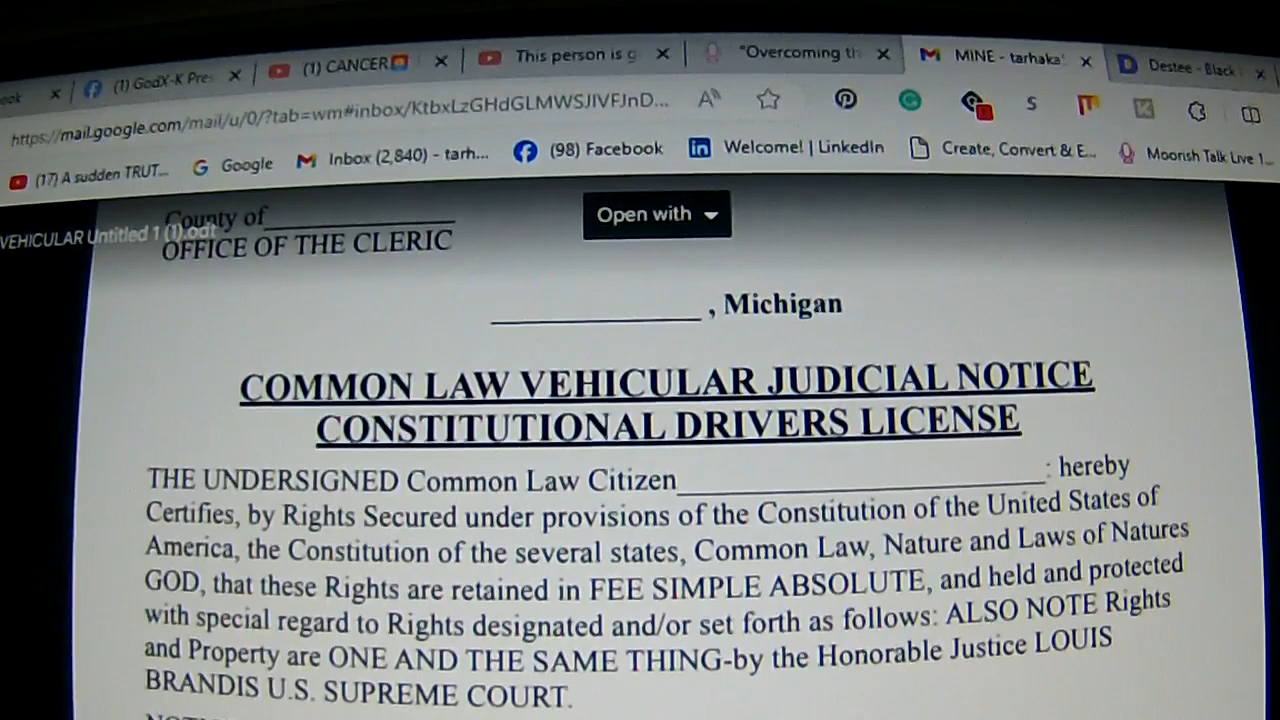 ook
(1) GodX-K Pre
(1) CANCER
This person is g
"Overcoming th
MINE - tarhaka'
Destee - Black
https://mail.google.com/mail/u/0/?tab=wm#inbox/KtbxLzGHdGLMWSJIVFJnD...
(17) A sudden TRUT...
Google
Inbox (2,840) - tarh...
(98) Facebook
Welcome! | LinkedIn
Create, Convert & E...
Moorish Talk Live 1...
VEHICULAR Untitled 1 (1).odt
Open with
County of
OFFICE OF THE CLERIC
, Michigan
COMMON LAW VEHICULAR JUDICIAL NOTICE
CONSTITUTIONAL DRIVERS LICENSE
THE UNDERSIGNED Common Law Citizen : hereby
Certifies, by Rights Secured under provisions of the Constitution of the United States of
America, the Constitution of the several states, Common Law, Nature and Laws of Natures
GOD, that these Rights are retained in FEE SIMPLE ABSOLUTE, and held and protected
with special regard to Rights designated and/or set forth as follows: ALSO NOTE Rights
and Property are ONE AND THE SAME THING-by the Honorable Justice LOUIS
BRANDIS U.S. SUPREME COURT.